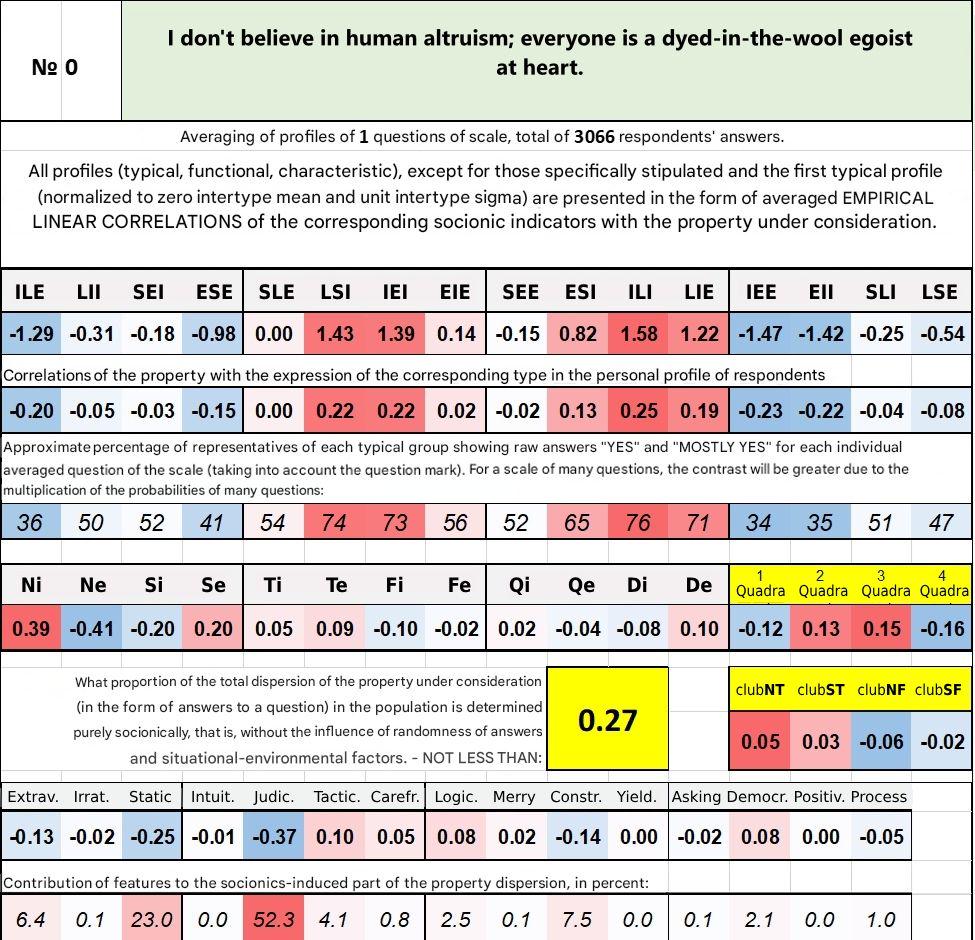 № 0
I don't believe in human altruism; everyone is a dyed-in-the-wool egoist
at heart.
Averaging of profiles of 1 questions of scale, total of 3066 respondents' answers.
All profiles (typical, functional, characteristic), except for those specifically stipulated and the first typical profile
(normalized to zero intertype mean and unit intertype sigma) are presented in the form of averaged EMPIRICAL
LINEAR CORRELATIONS of the corresponding socionic indicators with the property under consideration.
ILE LII SEI ESE SLE LSI IEI EIE SEE ESI ILI LIE IEE EII SLI LSE
-1.29 -0.31 -0.18 -0.98 0.00 1.43 1.39 0.14 -0.15 0.82 1.58 1.22 -1.47 -1.42 -0.25 -0.54
Correlations of the property with the expression of the corresponding type in the personal profile of respondents
-0.20 -0.05 -0.03 -0.15 0.00 0.22 0.22 0.02 -0.02 0.13 0.25 0.19 -0.23 -0.22 -0.04 -0.08
Approximate percentage of representatives of each typical group showing raw answers "YES" and "MOSTLY YES" for each individual
averaged question of the scale (taking into account the question mark). For a scale of many questions, the contrast will be greater due to the
multiplication of the probabilities of many questions:
36 50 52 41 54 74 73 56 52 65 76 71 34 35 51 47
Ni Ne Si Se Ti Te Fi Fe Qi Qe Di De 1 Quadra 2 Quadra 3 Quadra 4 Quadra
0.39 -0.41 -0.20 0.20 0.05 0.09 -0.10 -0.02 0.02 -0.04 -0.08 0.10 -0.12 0.13 0.15 -0.16
What proportion of the total dispersion of the property under consideration
(in the form of answers to a question) in the population is determined
purely socionically, that is, without the influence of randomness of answers
and situational-environmental factors. - NOT LESS THAN:
0.27
clubNT clubST clubNF clubSF
0.05 0.03 -0.06 -0.02
Extrav. Irrat. Static Intuit. Judic. Tactic. Carefr. Logic. Merry Constr. Yield. Asking Democr. Positiv. Process
-0.13 -0.02 -0.25 -0.01 -0.37 0.10 0.05 0.08 0.02 -0.14 0.00 -0.02 0.08 0.00 -0.05
Contribution of features to the socionics-induced part of the property dispersion, in percent:
6.4 0.1 23.0 0.0 52.3 4.1 0.8 2.5 0.1 7.5 0.0 0.1 2.1 0.0 1.0